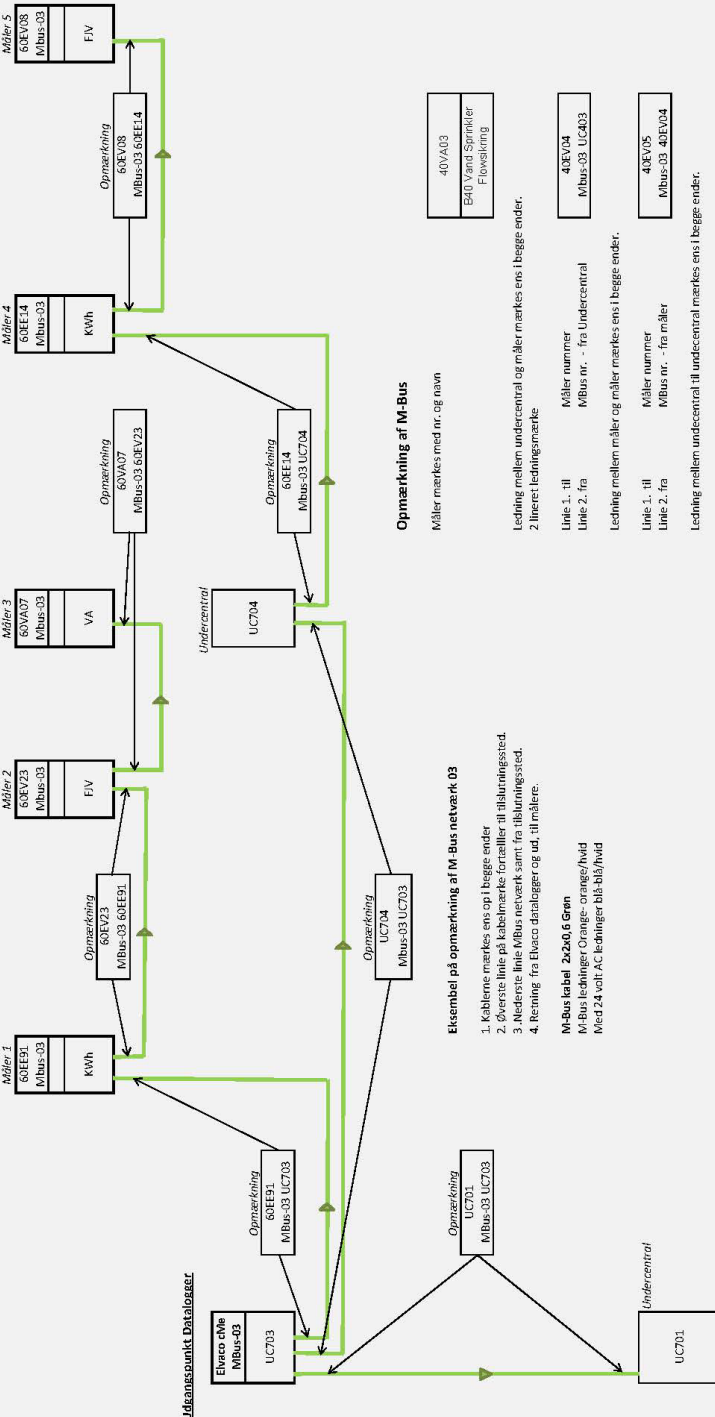 Udgangspunkt Datalogger
Elvaco cMe
MBus-03
UC703
Opmærkning
60EE91
MBus-03 UC703
Måler 1
60EE91
Mbus-03
KWh
Opmærkning
60EV23
MBus-03 60EE91
Måler 2
60EV23
Mbus-03
FJV
Måler 3
60VA07
Mbus-03
VA
Opmærkning
60VA07
MBus-03 60EV23
Måler 4
60EE14
Mbus-03
KWh
Opmærkning
60EV08
MBus-03 60EE14
Måler 5
60EV08
Mbus-03
FJV
Undercentral
UC704
Opmærkning
60EE14
Mbus-03 UC704
Opmærkning
UC704
Mbus-03 UC703
Opmærkning
UC701
MBus-03 UC703
Undercentral
UC701
Eksembel på opmærkning af M-Bus netværk 03
1. Kablerne mærkes ens op i begge ender
2. Øverste linie på kabelmærke fortælller til tilslutningssted.
3 .Nederste linie MBus netværk samt fra tilslutningssted.
4. Retning fra Elvaco datalogger og ud, til målere.
M-Bus kabel 2x2x0,6 Grøn
M-Bus ledninger Orange- orange/hvid
Med 24 volt AC ledninger blå-blå/hvid
Opmærkning af M-Bus
Måler mærkes med nr. og navn
40VA03
B40 Vand Sprinkler
Flowsikring
Ledning mellem undercentral og måler mærkes ens i begge ender.
2 lineret ledningsmærke
Linie 1. til Måler nummer 40EV04
Linie 2. fra MBus nr. - fra Undercentral Mbus-03 UC403
Ledning mellem måler og måler mærkes ens i begge ender.
Linie 1. til Måler nummer 40EV05
Linie 2. fra MBus nr. - fra måler Mbus-03 40EV04
Ledning mellem undercentral til undecentral mærkes ens i begge ender.